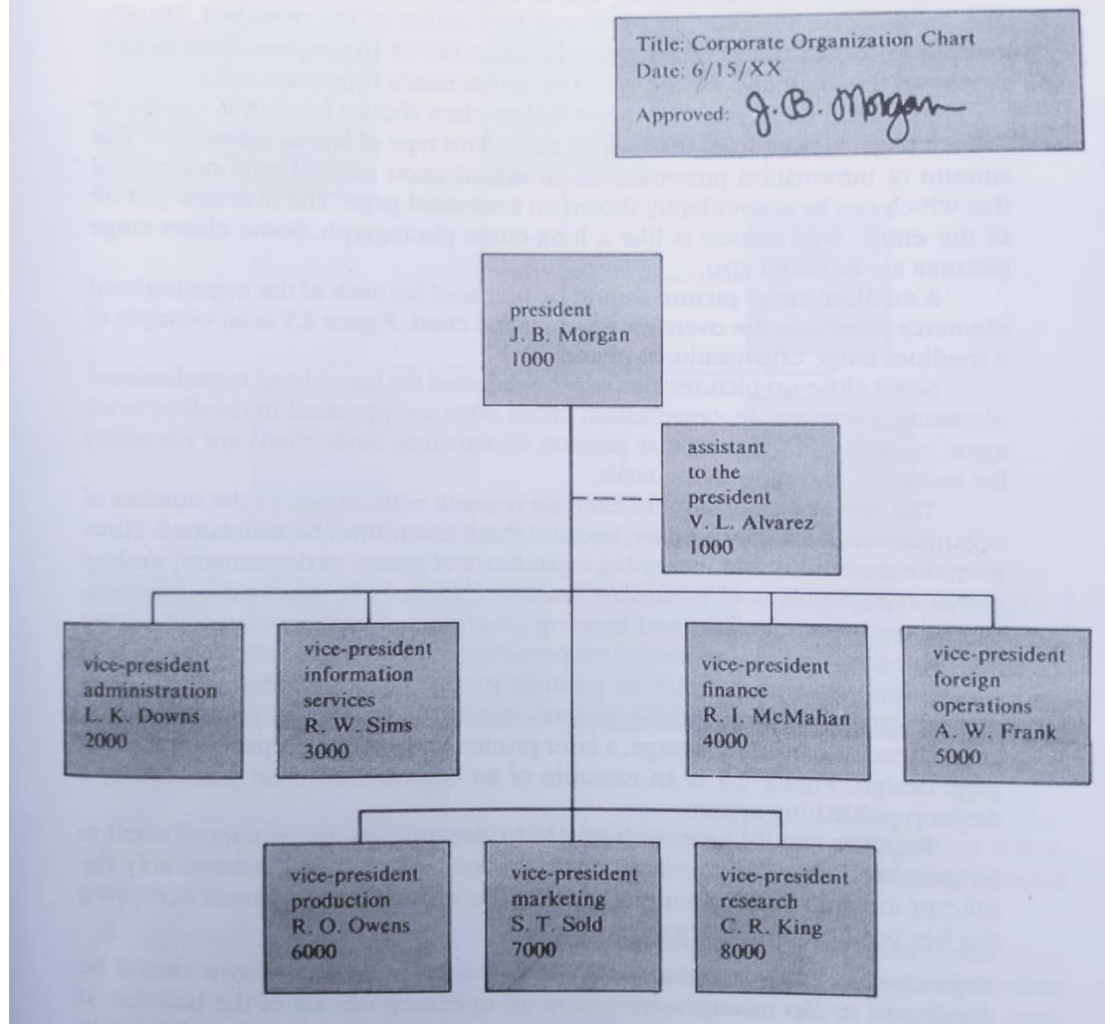 Title: Corporate Organization Chart
Date: 6/15/XX
Approved: J. B. Morgan
president
J. B. Morgan
1000
assistant
to the
president
V. L. Alvarez
1000
vice-president
administration
L. K. Downs
2000
vice-president
information
services
R. W. Sims
3000
vice-president
finance
R. I. McMahan
4000
vice-president
foreign
operations
A. W. Frank
5000
vice-president
production
R. O. Owens
6000
vice-president
marketing
S. T. Sold
7000
vice-president
research
C. R. King
8000